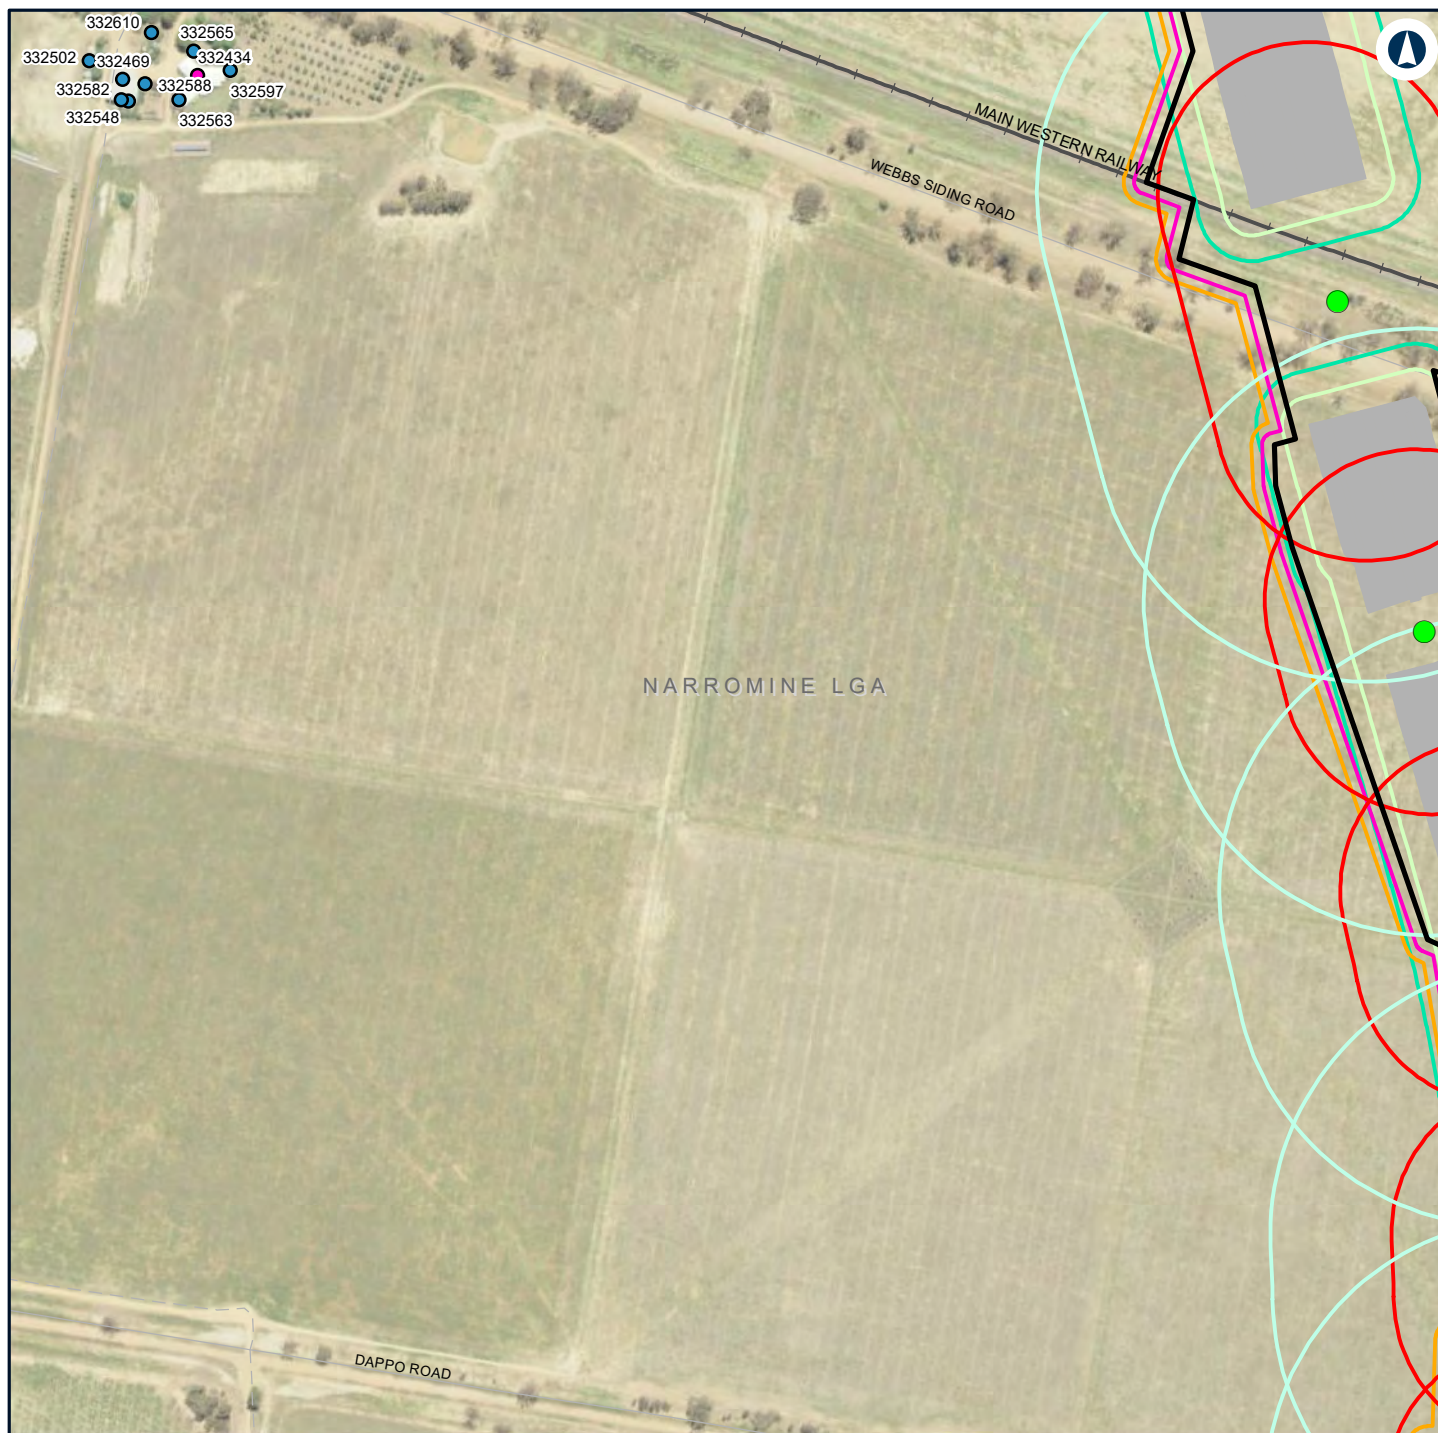 332610
332565
332502
332469
332434
332582
332588
332597
332548
332563
MAIN WESTERN RAILWAY
WEBBS SIDING ROAD
NARROMINE LGA
DAPPO ROAD